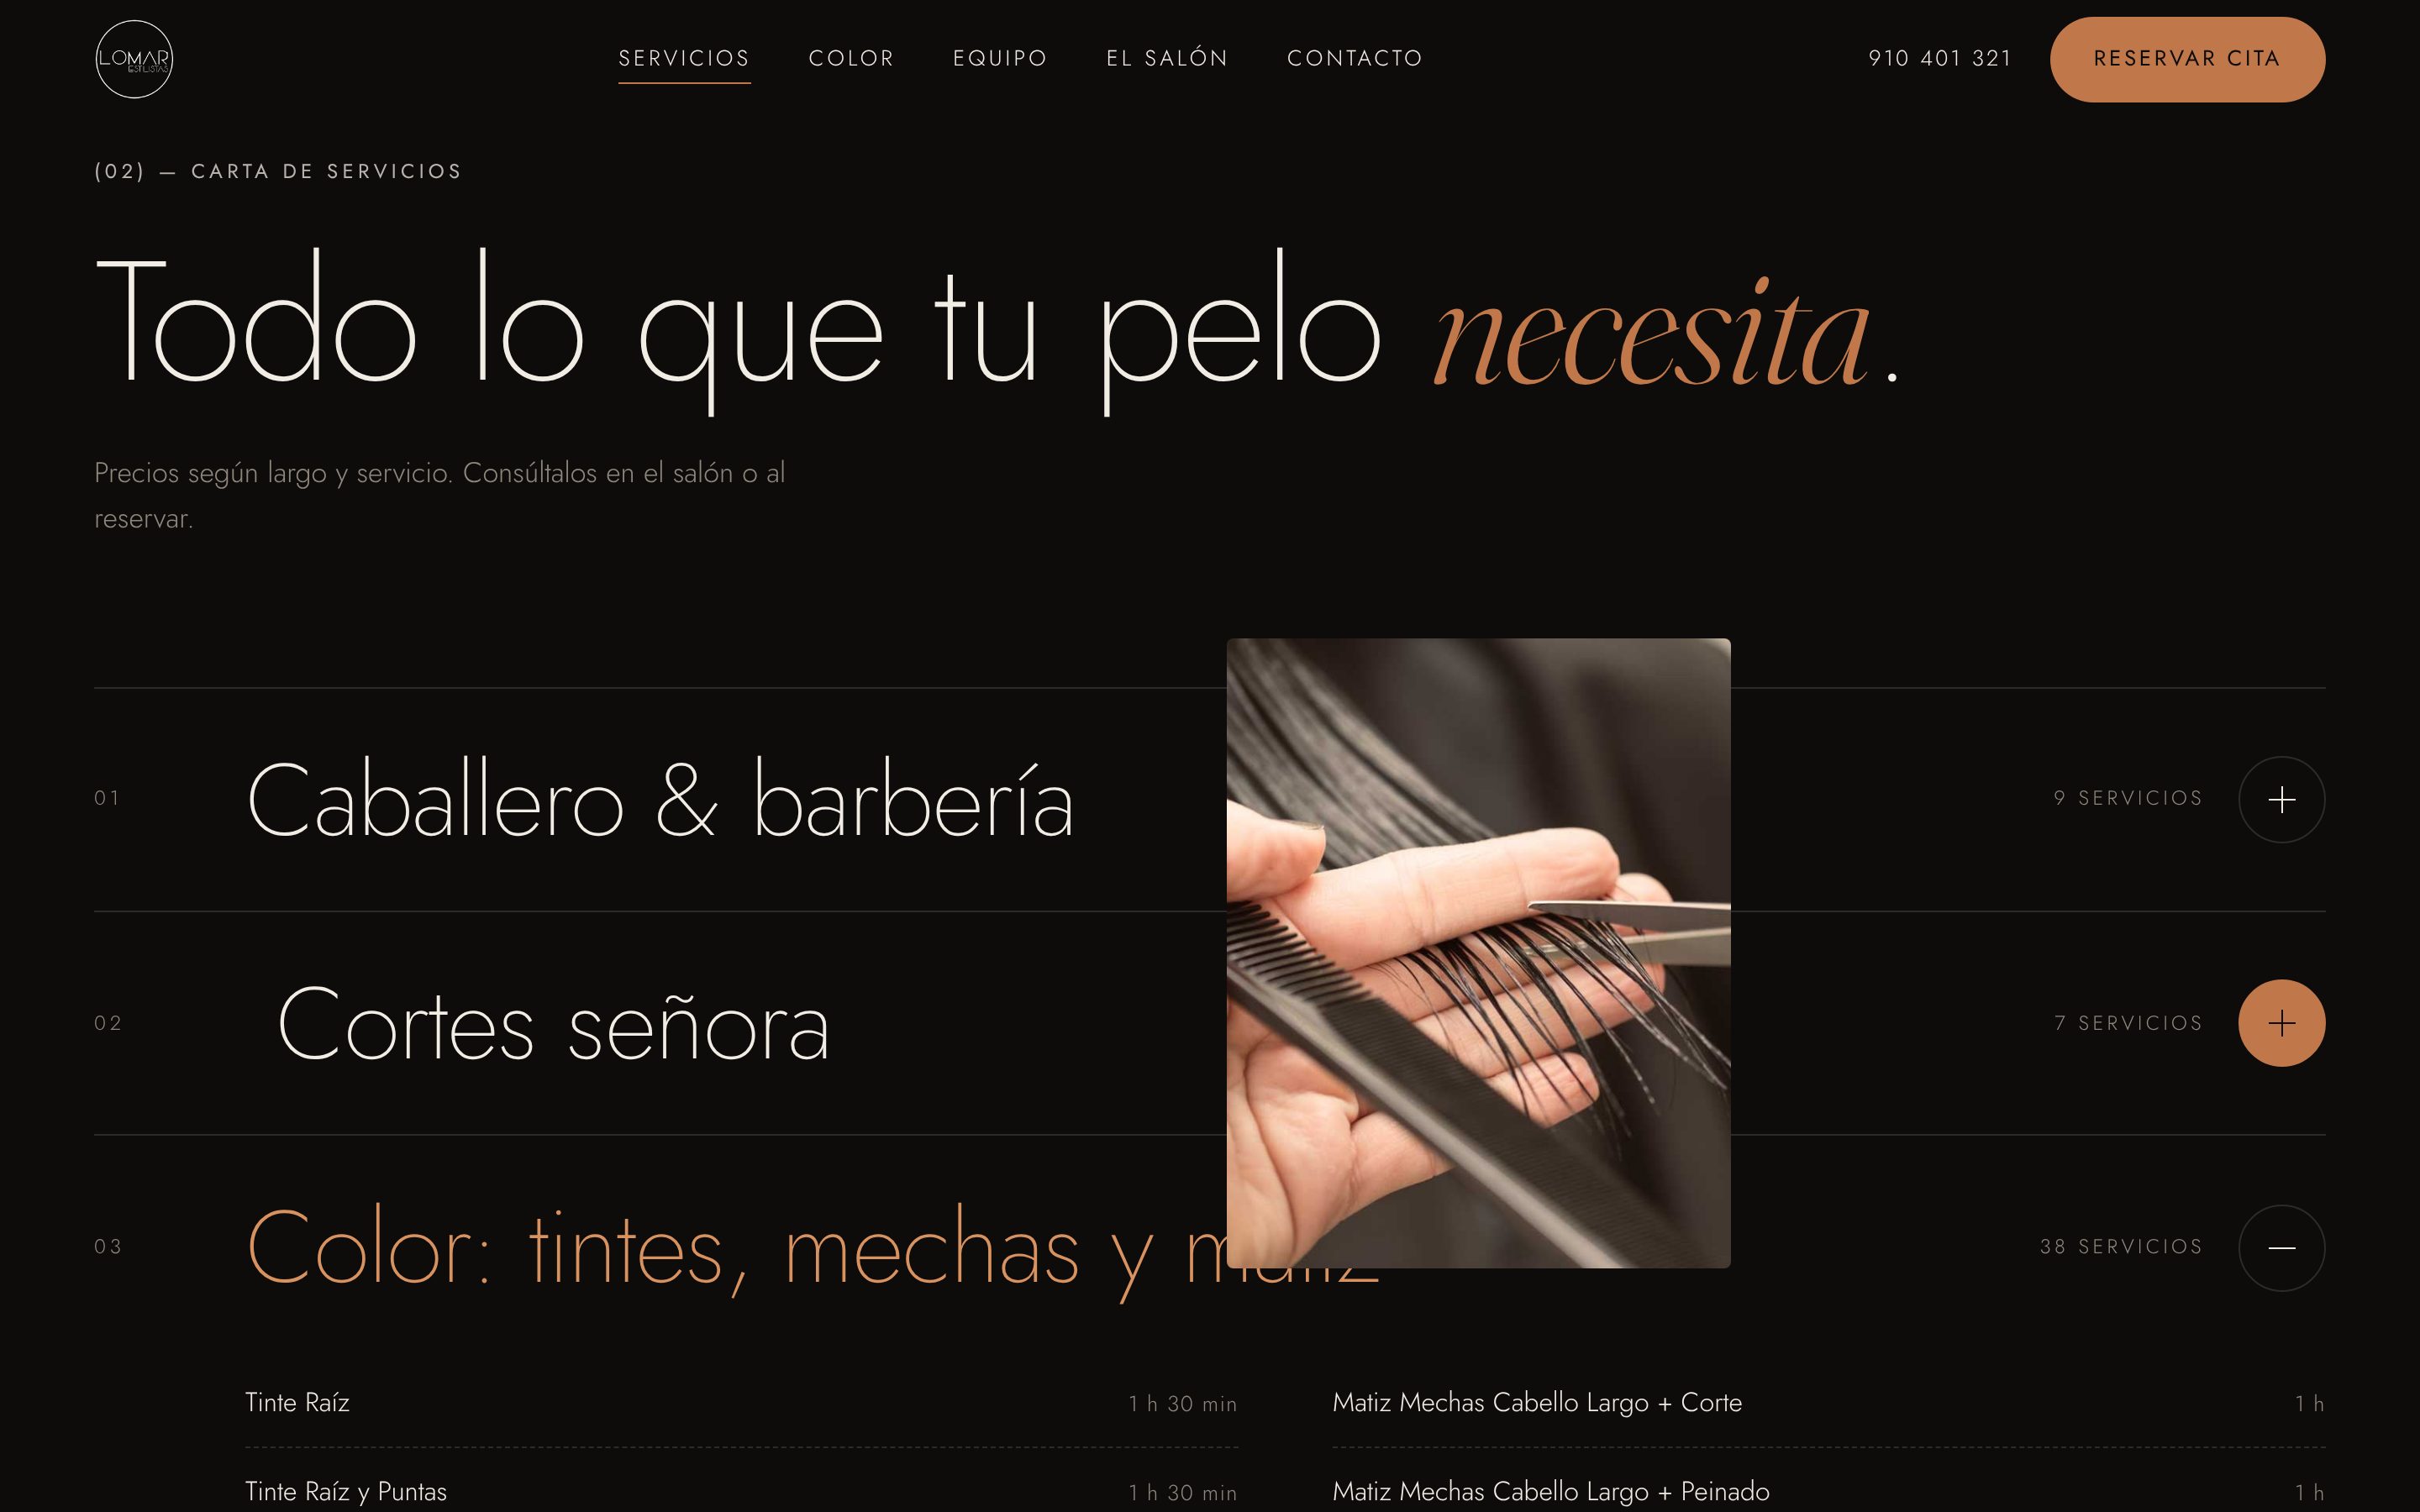 LOMAR
ESTILISTAS
SERVICIOS
COLOR
EQUIPO
EL SALÓN
CONTACTO
910 401 321
RESERVAR CITA
(02) — CARTA DE SERVICIOS
Todo lo que tu pelo necesita.
Precios según largo y servicio. Consúltalos en el salón o al
reservar.
01
Caballero & barbería
9 SERVICIOS
02
Cortes señora
7 SERVICIOS
03
Color: tintes, mechas y matiz
38 SERVICIOS
Tinte Raíz
1 h 30 min
Matiz Mechas Cabello Largo + Corte
1 h
Tinte Raíz y Puntas
1 h 30 min
Matiz Mechas Cabello Largo + Peinado
1 h